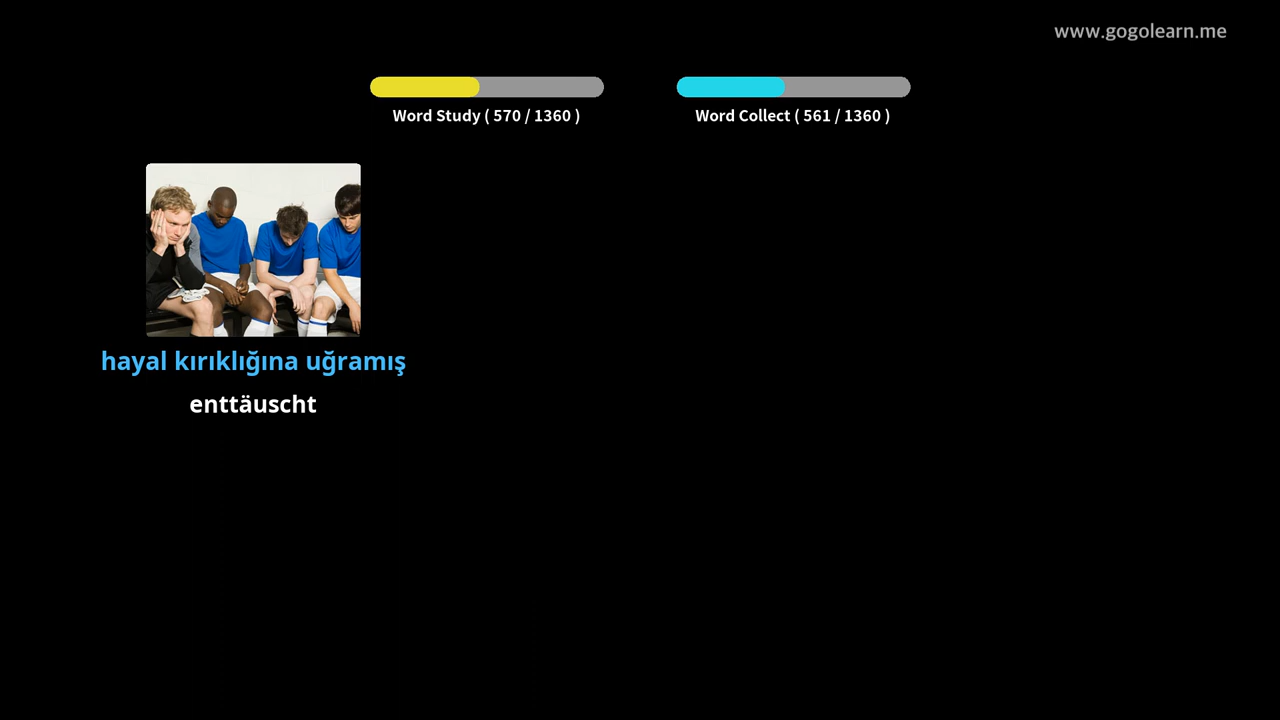 www.gogolearn.me
Word Study ( 570 / 1360 )
Word Collect ( 561 / 1360 )
hayal kırıklığına uğramış
enttäuscht